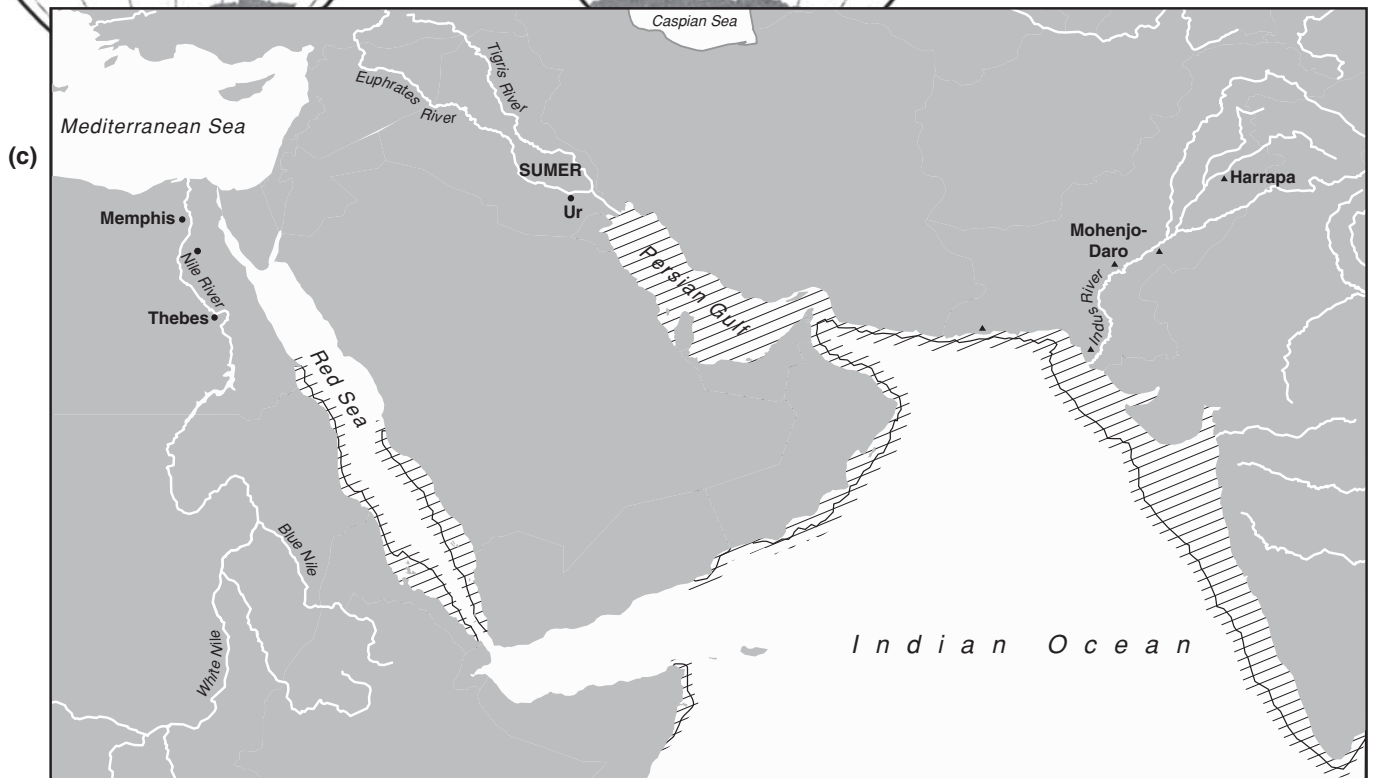 Caspian Sea
Tigris River
Euphrates River
Mediterranean Sea
(c)
SUMER
Harrapa
Ur
Memphis
Mohenjo-
Daro
Nile River
Persian Gulf
Indus River
Thebes
Red Sea
Blue Nile
White Nile
Indian Ocean